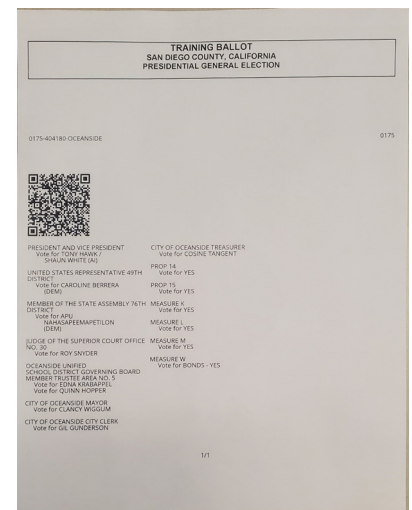 TRAINING BALLOT
SAN DIEGO COUNTY, CALIFORNIA
PRESIDENTIAL GENERAL ELECTION
0175-404180-OCEANSIDE
0175
PRESIDENT AND VICE PRESIDENT
Vote for TONY HAWK /
SHAUN WHITE (AI)
UNITED STATES REPRESENTATIVE 49TH
DISTRICT
Vote for CAROLINE BERRERA
(DEM)
MEMBER OF THE STATE ASSEMBLY 76TH
DISTRICT
Vote for APU
NAHASAPEEMAPETILON
(DEM)
JUDGE OF THE SUPERIOR COURT OFFICE
NO. 30
Vote for ROY SNYDER
OCEANSIDE UNIFIED
SCHOOL DISTRICT GOVERNING BOARD
MEMBER TRUSTEE AREA NO. 5
Vote for EDNA KRABAPPEL
Vote for QUINN HOPPER
CITY OF OCEANSIDE MAYOR
Vote for CLANCY WIGGUM
CITY OF OCEANSIDE CITY CLERK
Vote for GIL GUNDERSON
CITY OF OCEANSIDE TREASURER
Vote for COSINE TANGENT
PROP 14
Vote for YES
PROP 15
Vote for YES
MEASURE K
Vote for YES
MEASURE L
Vote for YES
MEASURE M
Vote for YES
MEASURE W
Vote for BONDS - YES
1/1